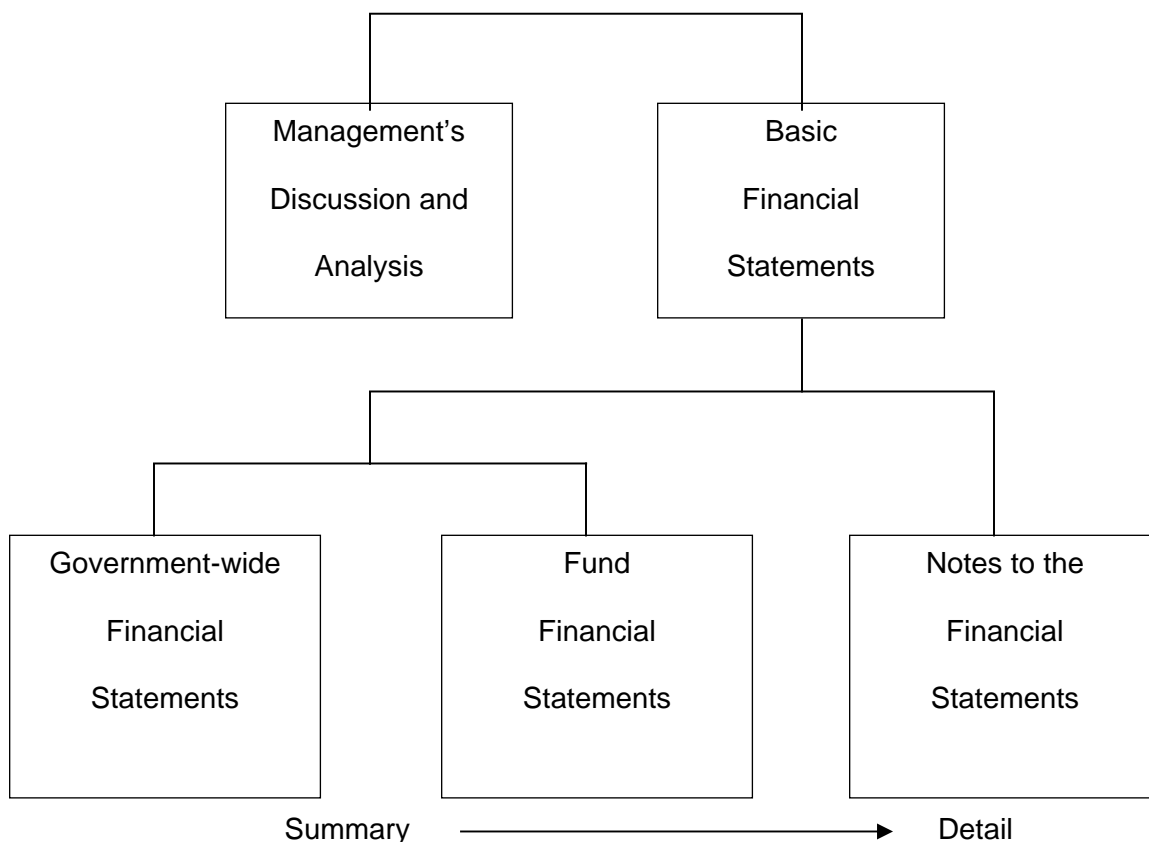 Management’s
Discussion and
Analysis
Basic
Financial
Statements
Government-wide
Financial
Statements
Fund
Financial
Statements
Notes to the
Financial
Statements
Summary
Detail